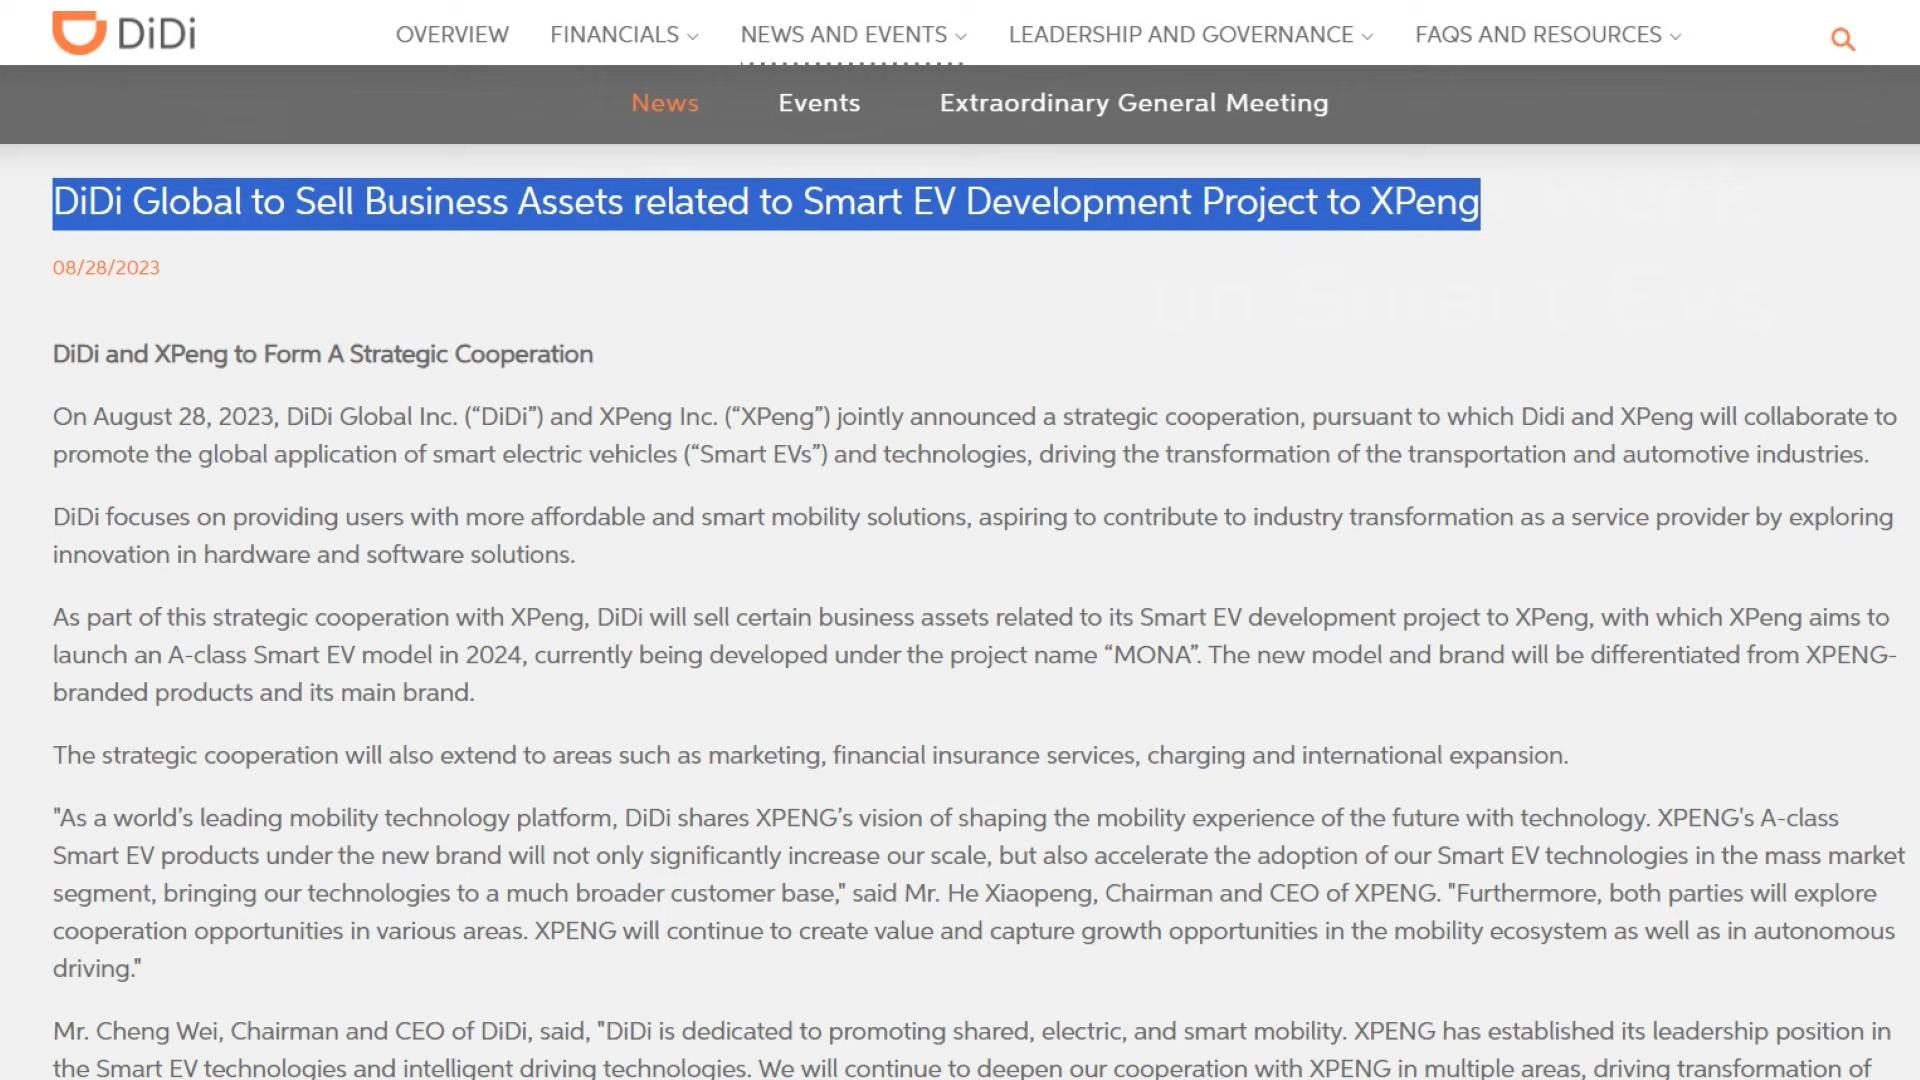 DiDi
OVERVIEW FINANCIALS NEWS AND EVENTS LEADERSHIP AND GOVERNANCE FAQS AND RESOURCES
News Events Extraordinary General Meeting
DiDi Global to Sell Business Assets related to Smart EV Development Project to XPeng
08/28/2023
DiDi and XPeng to Form A Strategic Cooperation
On August 28, 2023, DiDi Global Inc. (“DiDi”) and XPeng Inc. (“XPeng”) jointly announced a strategic cooperation, pursuant to which Didi and XPeng will collaborate to
promote the global application of smart electric vehicles (“Smart EVs”) and technologies, driving the transformation of the transportation and automotive industries.
DiDi focuses on providing users with more affordable and smart mobility solutions, aspiring to contribute to industry transformation as a service provider by exploring
innovation in hardware and software solutions.
As part of this strategic cooperation with XPeng, DiDi will sell certain business assets related to its Smart EV development project to XPeng, with which XPeng aims to
launch an A-class Smart EV model in 2024, currently being developed under the project name “MONA”. The new model and brand will be differentiated from XPENG-
branded products and its main brand.
The strategic cooperation will also extend to areas such as marketing, financial insurance services, charging and international expansion.
"As a world’s leading mobility technology platform, DiDi shares XPENG’s vision of shaping the mobility experience of the future with technology. XPENG's A-class
Smart EV products under the new brand will not only significantly increase our scale, but also accelerate the adoption of our Smart EV technologies in the mass market
segment, bringing our technologies to a much broader customer base," said Mr. He Xiaopeng, Chairman and CEO of XPENG. "Furthermore, both parties will explore
cooperation opportunities in various areas. XPENG will continue to create value and capture growth opportunities in the mobility ecosystem as well as in autonomous
driving."
Mr. Cheng Wei, Chairman and CEO of DiDi, said, "DiDi is dedicated to promoting shared, electric, and smart mobility. XPENG has established its leadership position in
the Smart EV technologies and intelligent driving technologies. We will continue to deepen our cooperation with XPENG in multiple areas, driving transformation of